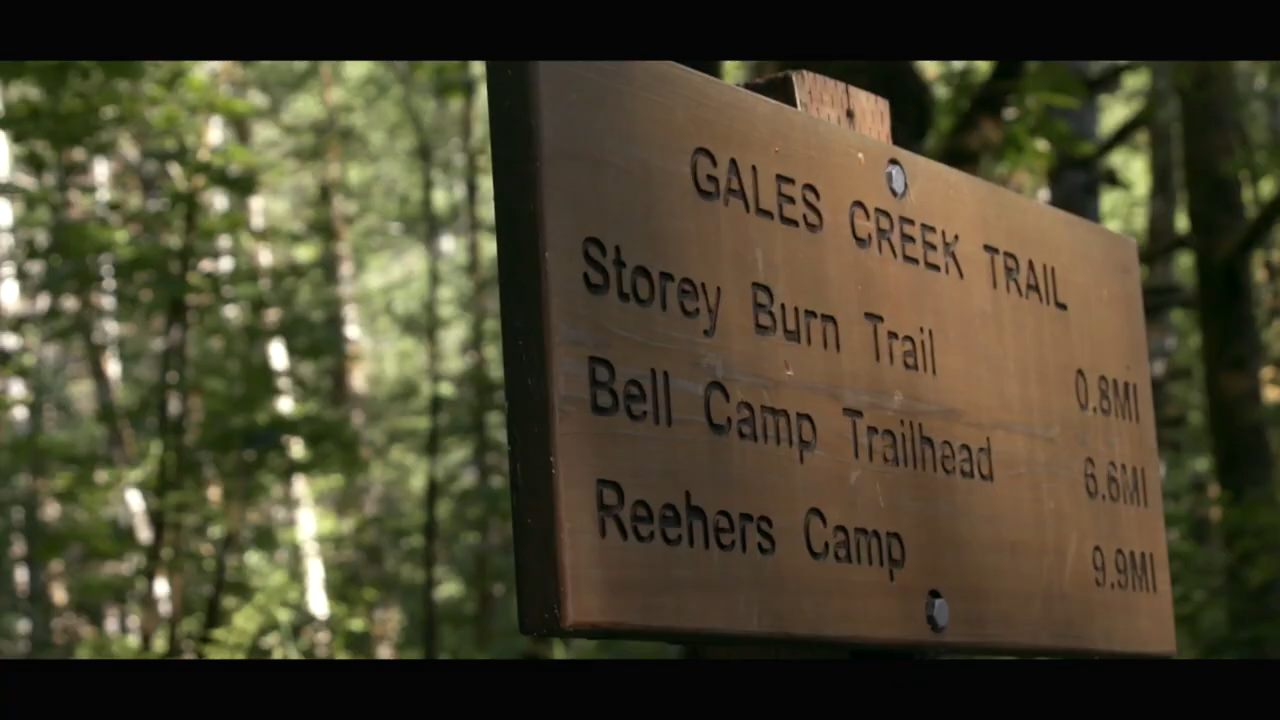 GALES CREEK TRAIL
Storey Burn Trail 0.8MI
Bell Camp Trailhead 6.6MI
Reehers Camp 9.9MI